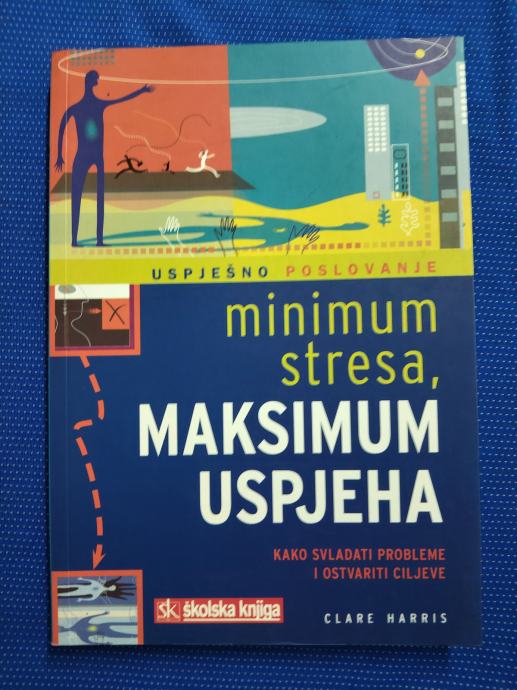 USPJEŠNO POSLOVANJE
minimum
stresa,
MAKSIMUM
USPJEHA
KAKO SVLADATI PROBLEME
I OSTVARITI CILJEVE
sk školska knjiga
CLARE HARRIS